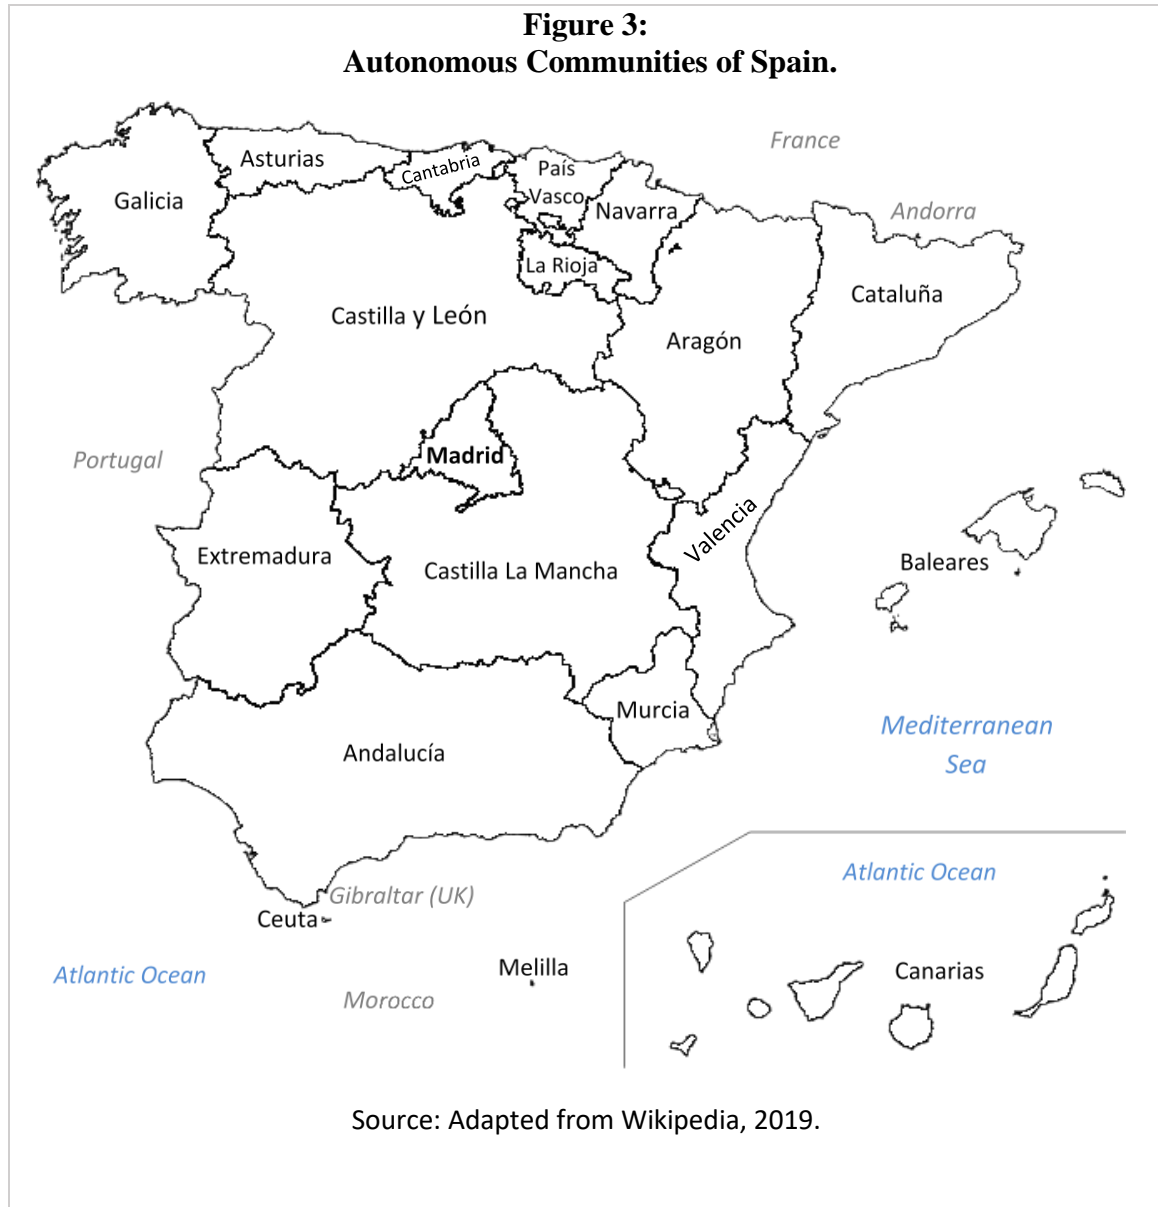 Figure 3:
Autonomous Communities of Spain.
France
Asturias
Cantabria
País
Vasco
Galicia
Navarra
Andorra
La Rioja
Cataluña
Castilla y León
Aragón
Madrid
Portugal
Valencia
Extremadura
Castilla La Mancha
Baleares
Murcia
Mediterranean
Sea
Andalucía
Atlantic Ocean
Gibraltar (UK)
Ceuta
Melilla
Canarias
Atlantic Ocean
Morocco
Source: Adapted from Wikipedia, 2019.